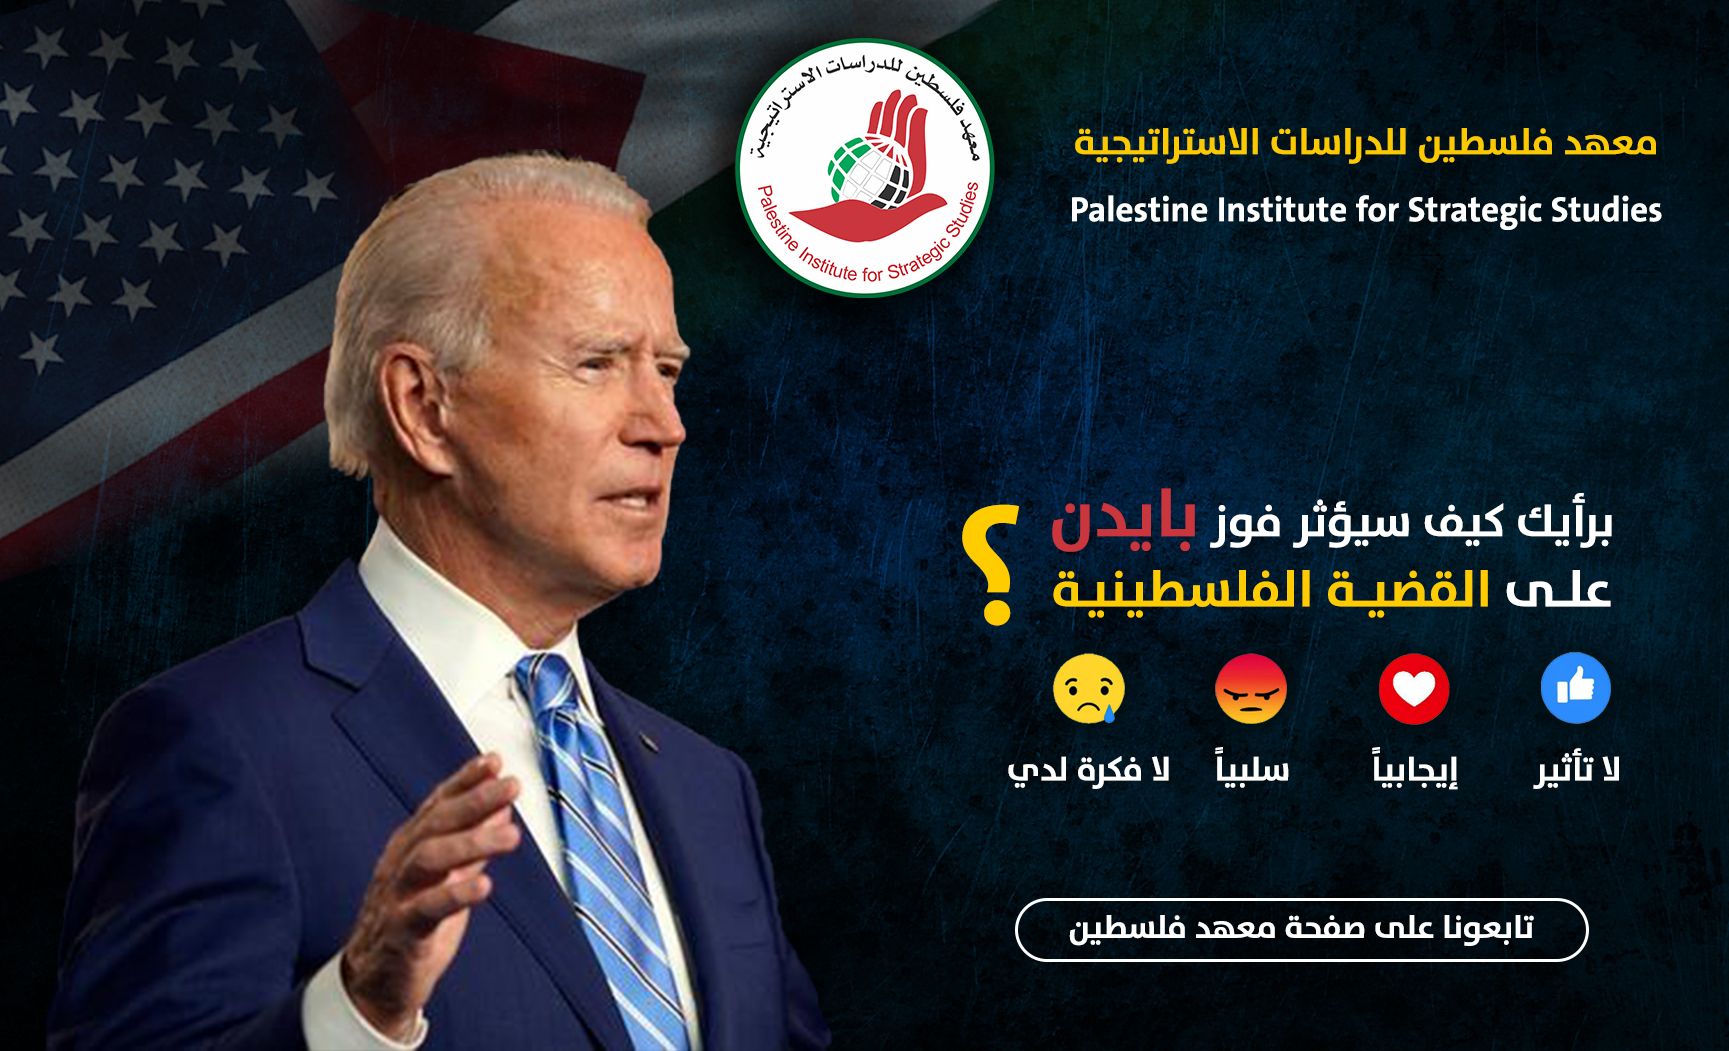 معهد فلسطين للدراسات الاستراتيجية
Palestine Institute for Strategic Studies
معهد فلسطين للدراسات الاستراتيجية
Palestine Institute for Strategic Studies
برأيك كيف سيؤثر فوز بايدن
على القضية الفلسطينية ؟
لا تأثير إيجابياً سلبياً لا فكرة لدي
تابعونا على صفحة معهد فلسطين